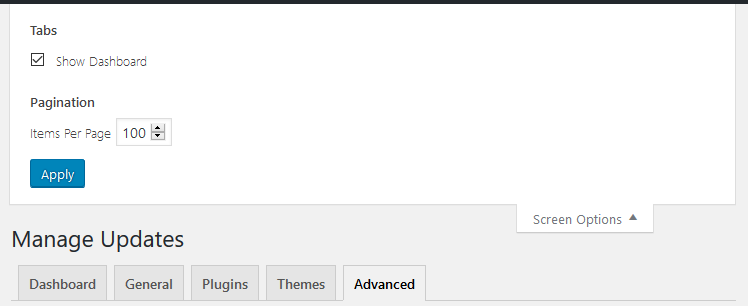 Tabs
Show Dashboard
Pagination
Items Per Page 100
Apply
Screen Options
Manage Updates
Dashboard General Plugins Themes Advanced